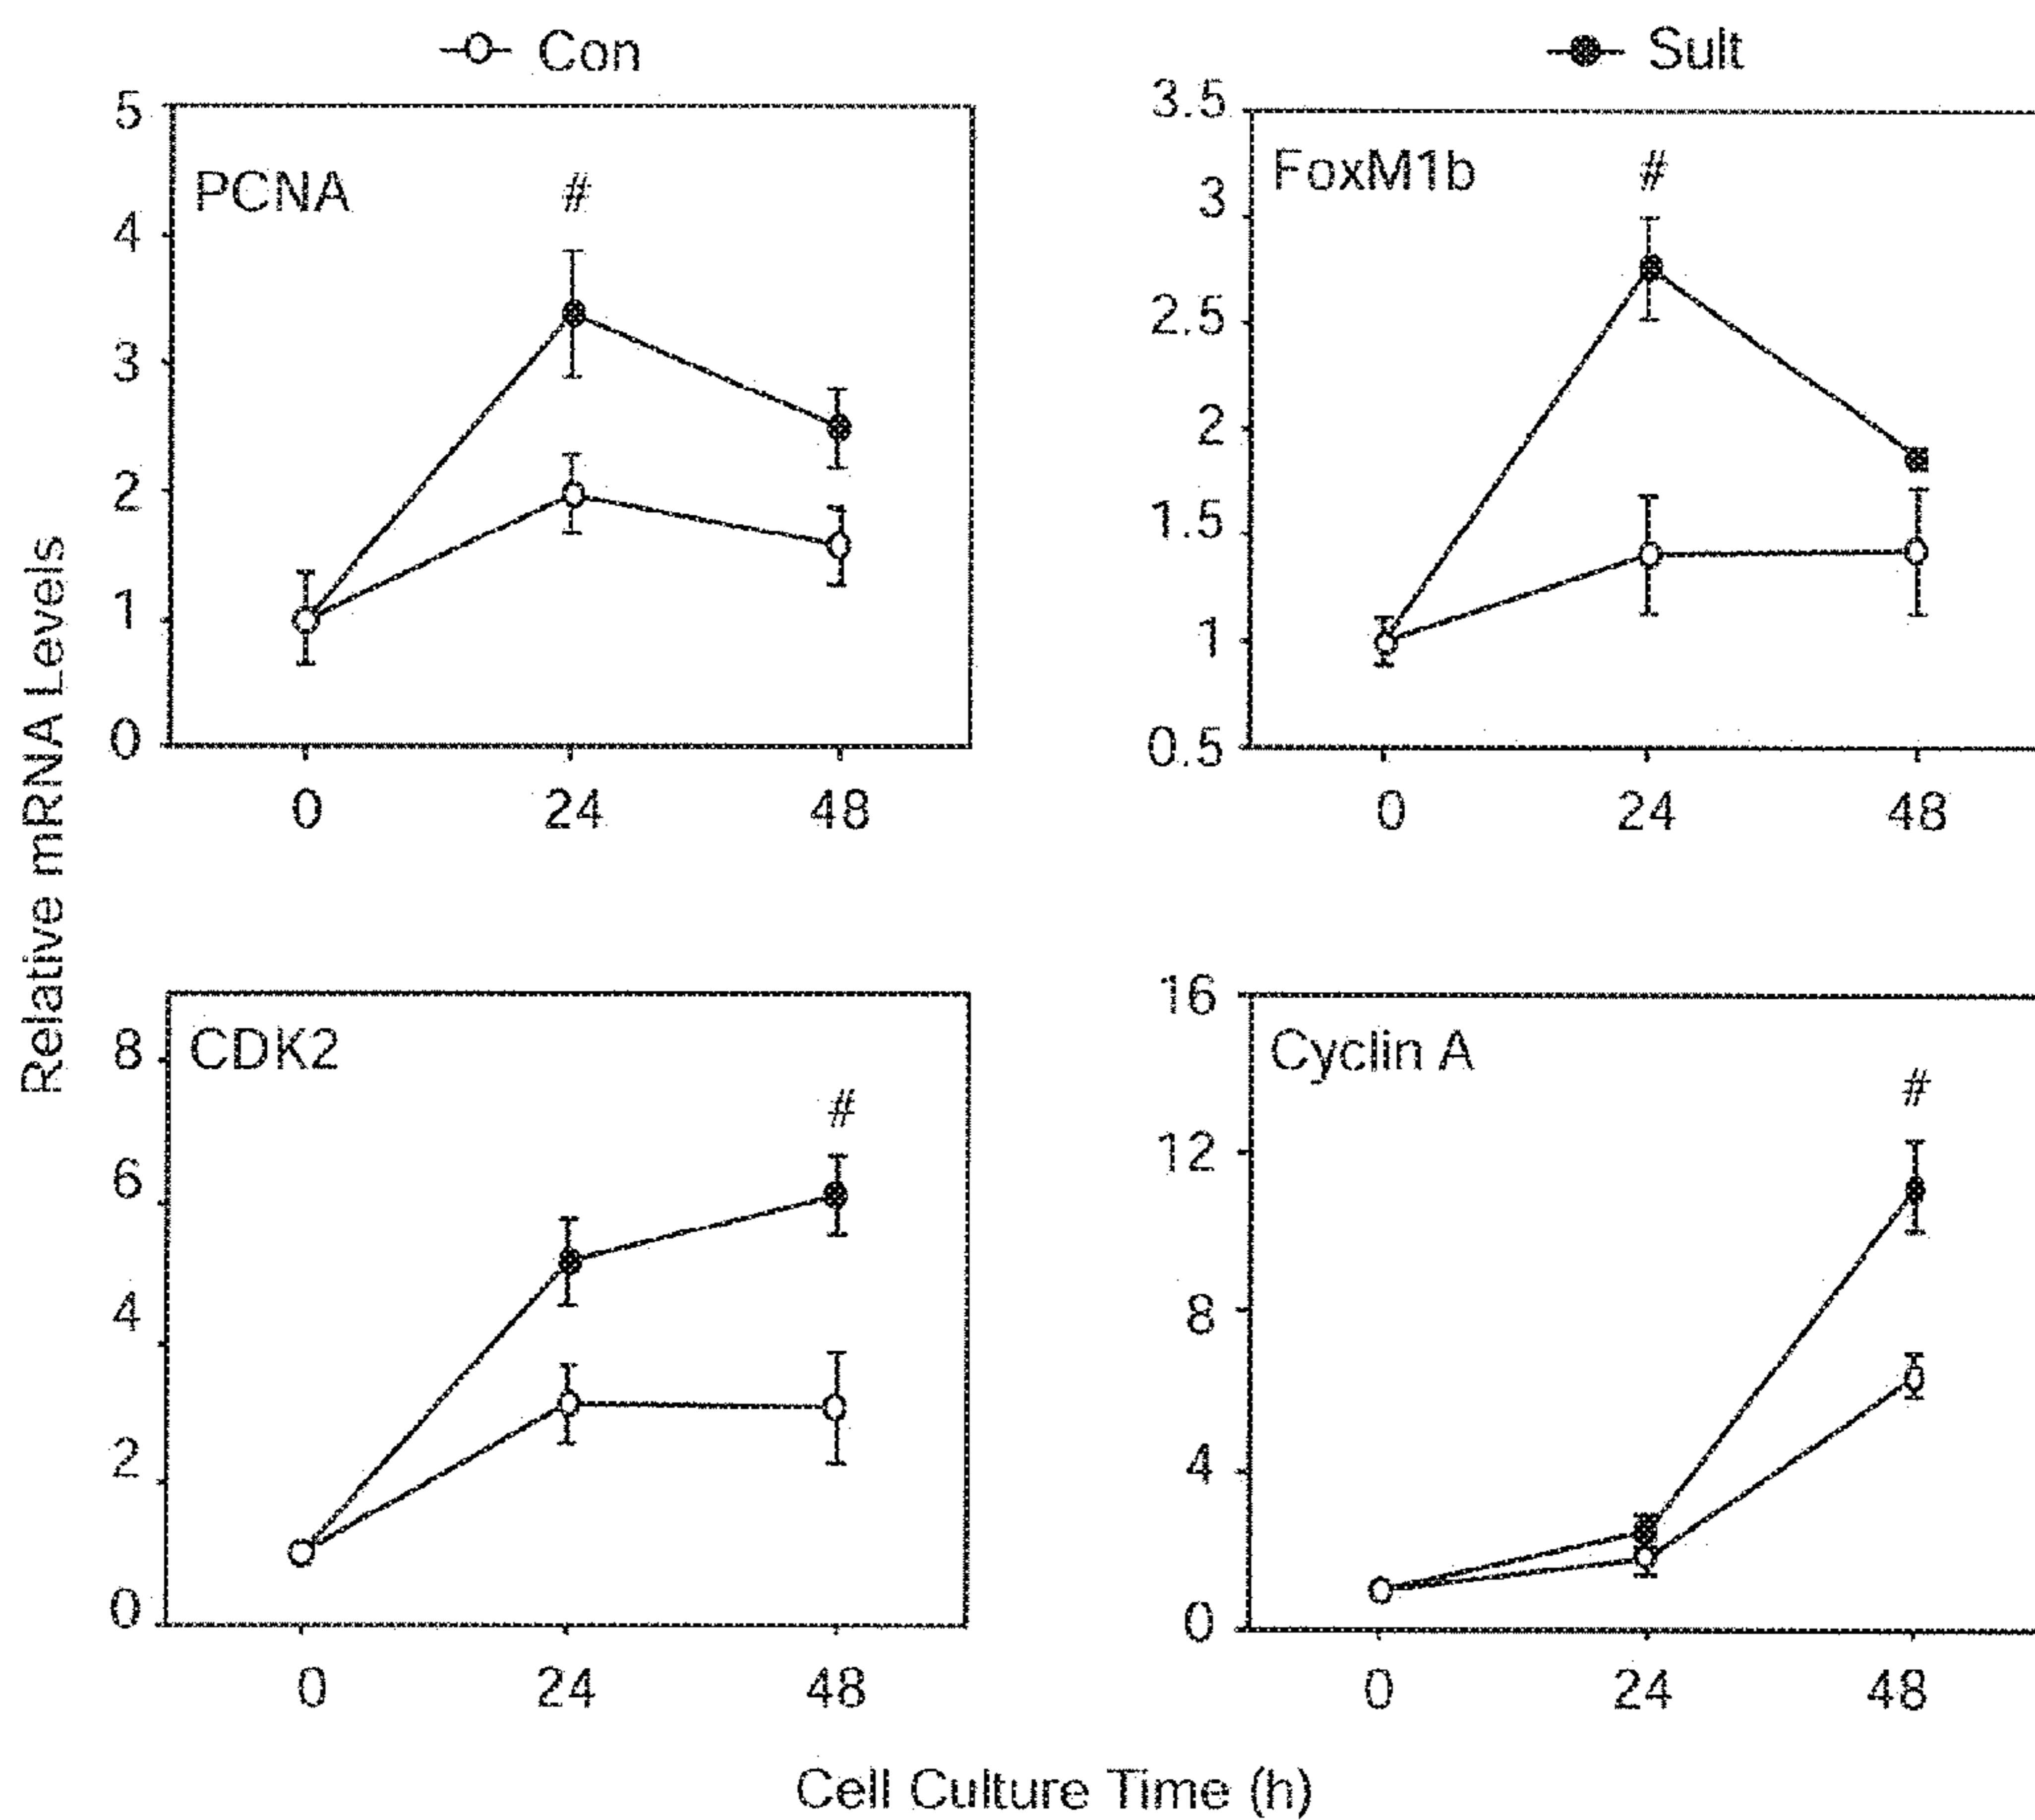 Con
Sult
Relative mRNA Levels
PCNA
#
5
4
3
2
1
0
0 24 48
FoxM1b
#
3.5
3
2.5
2
1.5
1
0.5
0 24 48
CDK2
#
8
6
4
2
0
0 24 48
Cyclin A
#
16
12
8
4
0
0 24 48
Cell Culture Time (h)